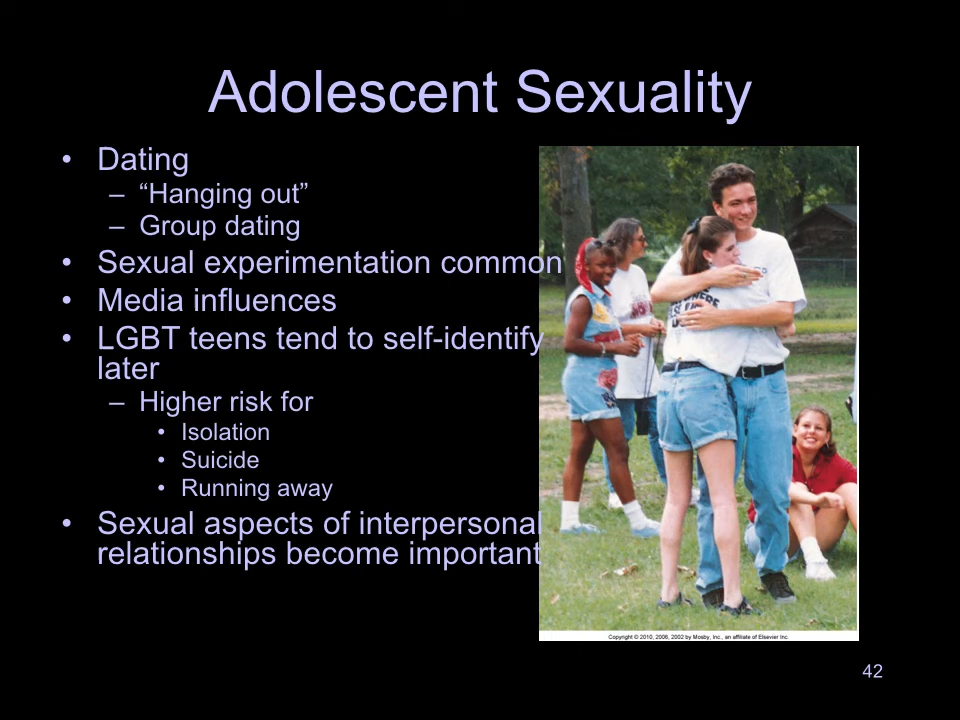 Adolescent Sexuality
• Dating
– “Hanging out”
– Group dating
• Sexual experimentation common
• Media influences
• LGBT teens tend to self-identify
later
– Higher risk for
• Isolation
• Suicide
• Running away
• Sexual aspects of interpersonal
relationships become important
Copyright © 2010, 2006, 2002 by Mosby, Inc., an affiliate of Elsevier Inc.
42